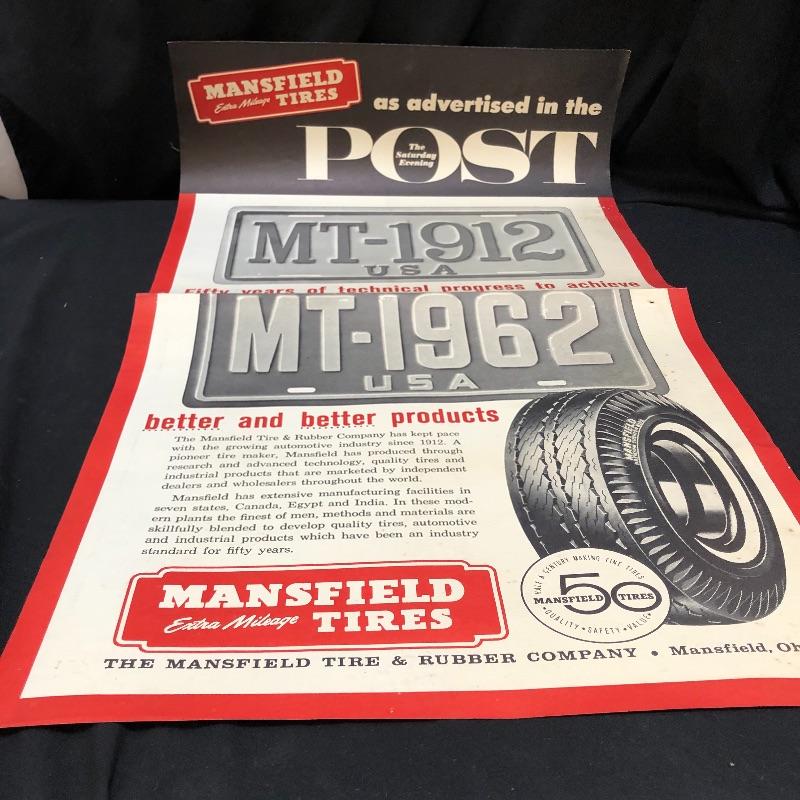 MANSFIELD
Extra Mileage TIRES
as advertised in the
POST
The
Saturday
Evening
MT-1912
USA
Fifty years of technical progress to achieve
MT-1962
USA
better and better products
The Mansfield Tire & Rubber Company has kept pace
with the growing automotive industry since 1912. A
pioneer tire maker, Mansfield has produced through
research and advanced technology, quality tires and
industrial products that are marketed by independent
dealers and wholesalers throughout the world.
Mansfield has extensive manufacturing facilities in
seven states, Canada, Egypt and India. In these mod-
ern plants the finest of men, methods and materials are
skillfully blended to develop quality tires, automotive
and industrial products which have been an industry
standard for fifty years.
MANSFIELD
HALF A CENTURY MAKING FINE TIRES
50
MANSFIELD TIRES
• QUALITY • SAFETY • VALUE •
MANSFIELD
Extra Mileage TIRES
THE MANSFIELD TIRE & RUBBER COMPANY • Mansfield, Oh